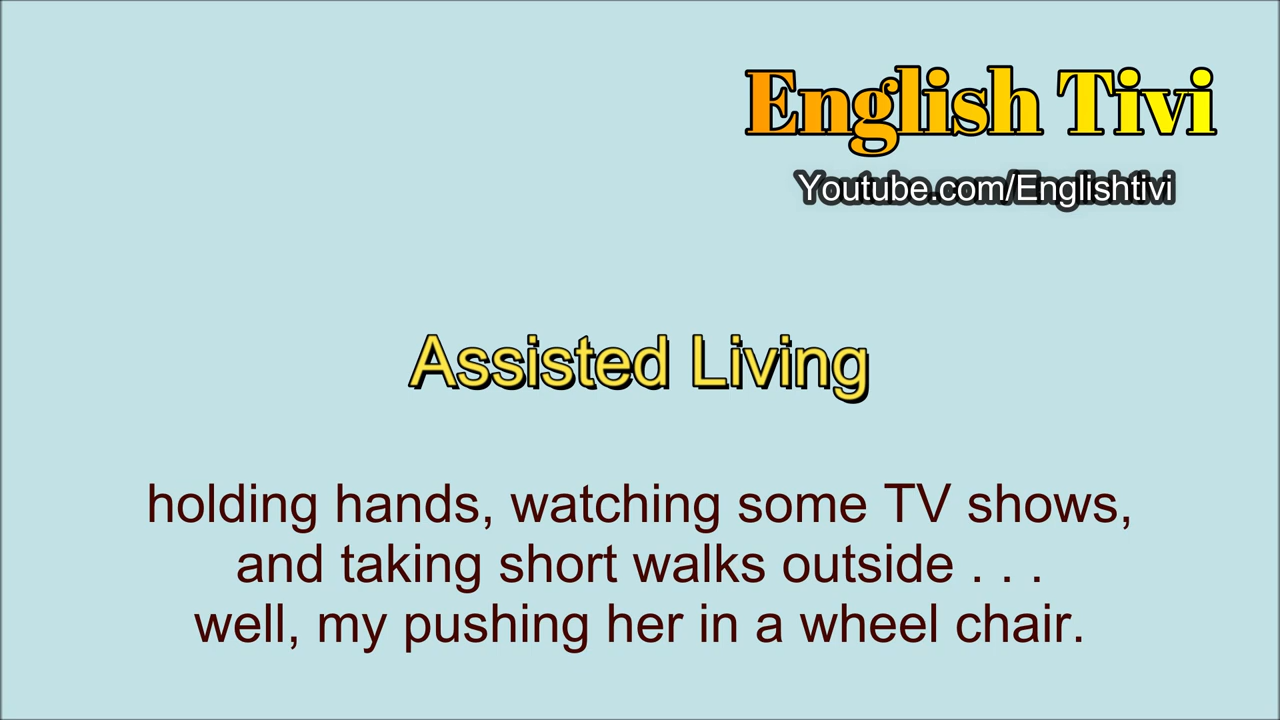 English Tivi
Youtube.com/Englishtivi
Assisted Living
holding hands, watching some TV shows,
and taking short walks outside . . .
well, my pushing her in a wheel chair.